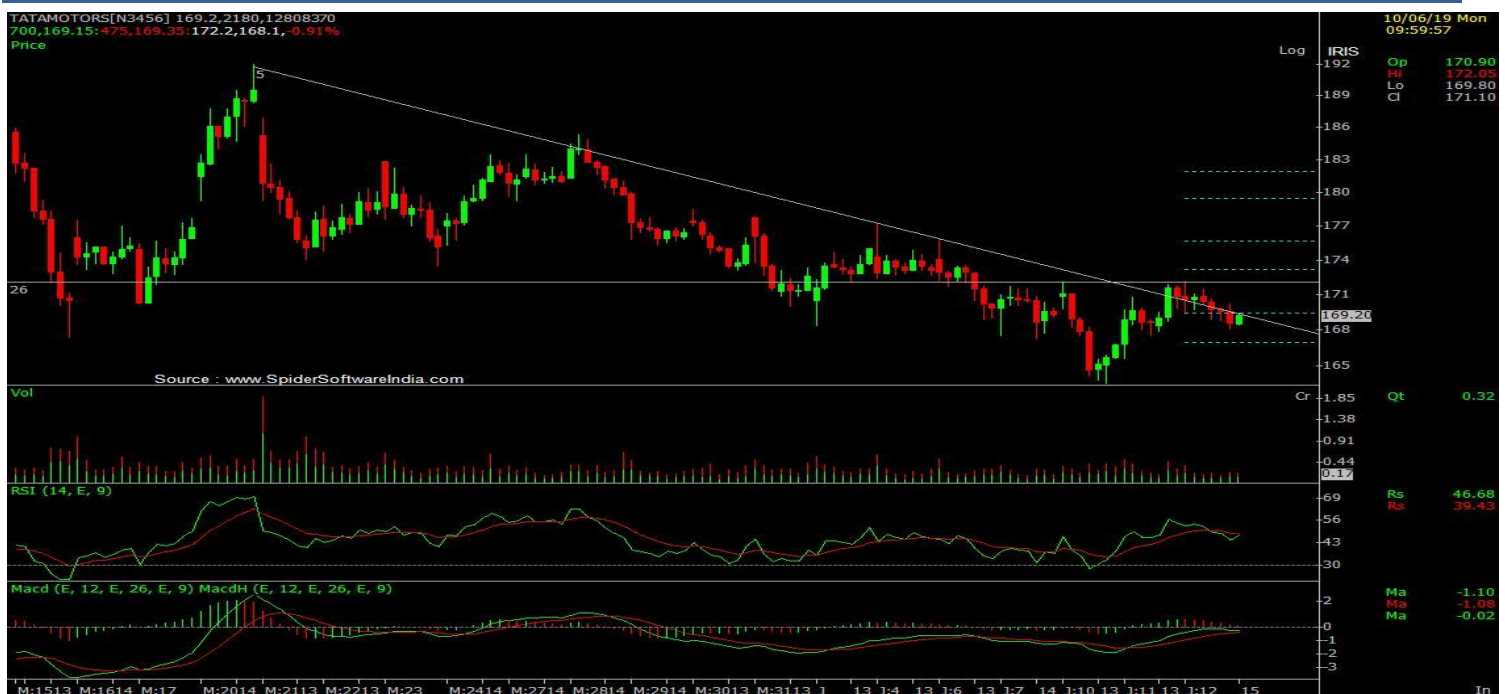 TATAMOTORS[N3456] 169.2,2180,12808370
700,169.15:475,169.35:172.2,168.1,-0.91%
Price
Log
IRIS
10/06/19 Mon
09:59:57
Op 170.90
Hi 172.05
Lo 169.80
Cl 171.10
5
26
192
189
186
183
180
177
174
171
169.20
168
165
Source : www.SpiderSoftwareIndia.com
Vol
Cr
1.85
1.38
0.91
0.44
0.17
Qt 0.32
RSI (14, E, 9)
69
56
43
30
Rs 46.68
Rs 39.43
Macd (E, 12, E, 26, E, 9) MacdH (E, 12, E, 26, E, 9)
2
0
-1
-2
-3
Ma -1.10
Ma -1.08
Ma -0.02
M:1513 M:1614 M:17 M:2014 M:2113 M:2213 M:23 M:2414 M:2714 M:2814 M:2914 M:3013 M:3113 J 13 J:4 13 J:6 13 J:7 14 J:10 13 J:11 13 J:12 15 In